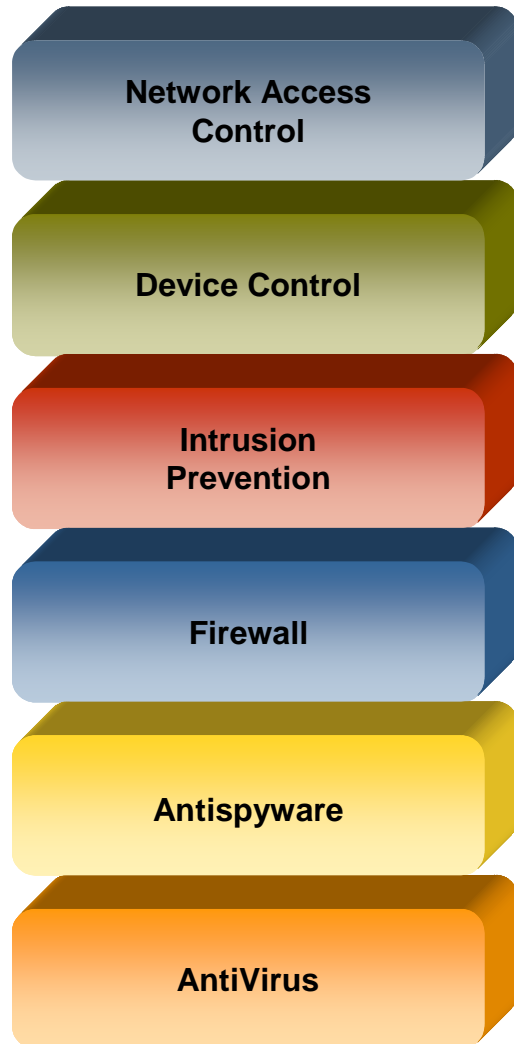 Network Access
Control
Device Control
Intrusion
Prevention
Firewall
Antispyware
AntiVirus